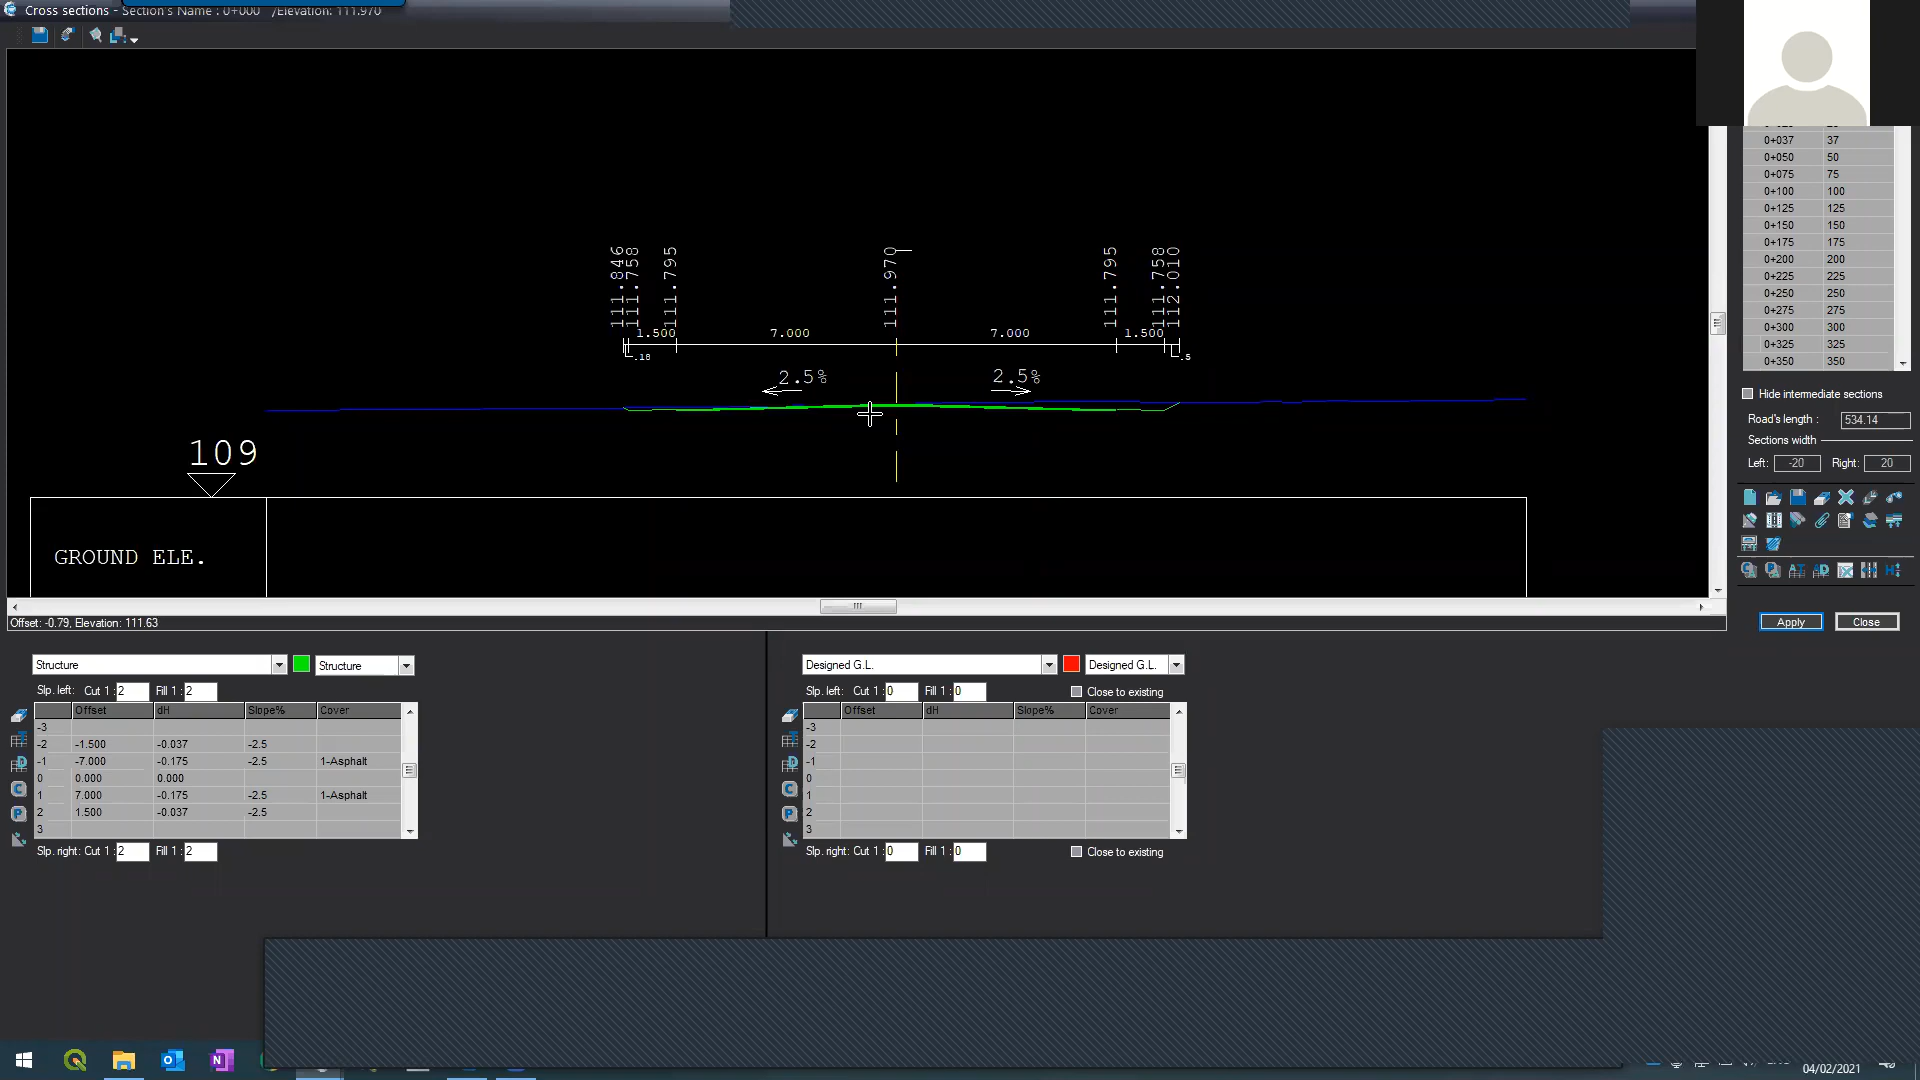 Cross sections - Section's Name : 0+000 /Elevation: 111.970
111.846
111.758
111.795
111.970
111.795
111.758
112.010
1.500 7.000 7.000 1.500
.18 .5
2.5% 2.5%
109
GROUND ELE.
0+037 37
0+050 50
0+075 75
0+100 100
0+125 125
0+150 150
0+175 175
0+200 200
0+225 225
0+250 250
0+275 275
0+300 300
0+325 325
0+350 350
Hide intermediate sections
Road's length : 534.14
Sections width
Left: -20 Right: 20
Apply Close
Offset: -0.79, Elevation: 111.63
Structure Structure
Slp. left: Cut 1 : 2 Fill 1 : 2
Offset dH Slope% Cover
-3
-2 -1.500 -0.037 -2.5
-1 -7.000 -0.175 -2.5 1-Asphalt
0 0.000 0.000
1 7.000 -0.175 -2.5 1-Asphalt
2 1.500 -0.037 -2.5
3
Slp. right: Cut 1 : 2 Fill 1 : 2
Designed G.L. Designed G.L.
Slp. left: Cut 1 : 0 Fill 1 : 0 Close to existing
Offset dH Slope% Cover
-3
-2
-1
0
1
2
3
Slp. right: Cut 1 : 0 Fill 1 : 0 Close to existing
04/02/2021